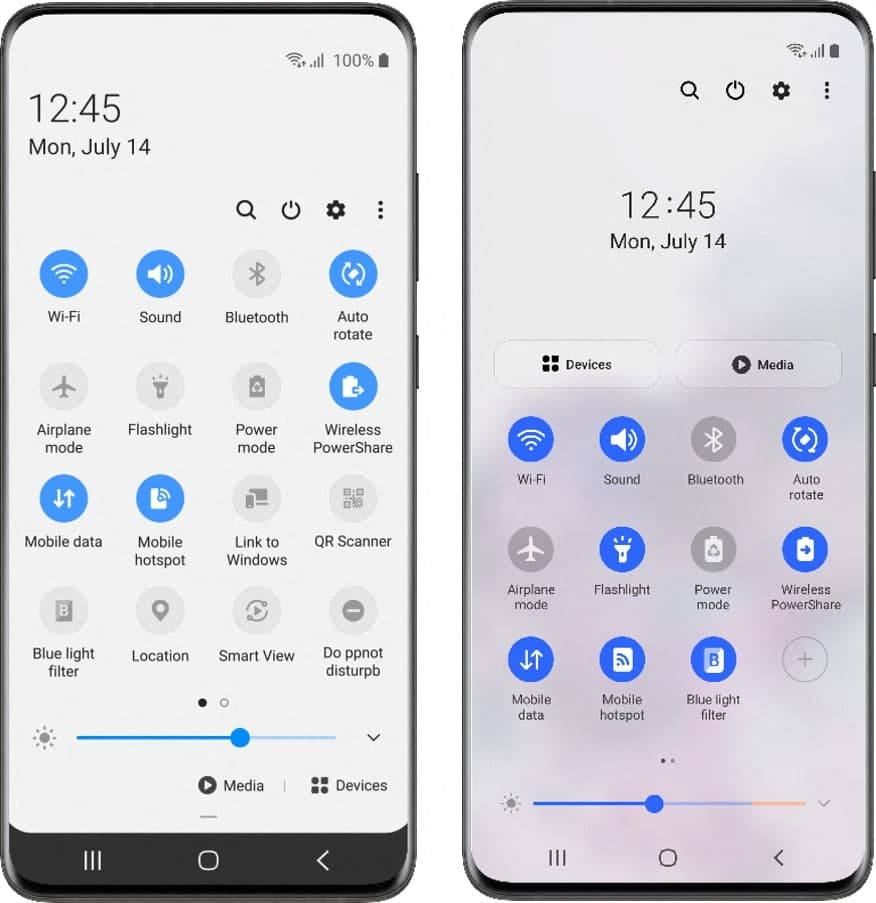 100%
12:45
Mon, July 14
Wi-Fi
Sound
Bluetooth
Auto
rotate
Airplane
mode
Flashlight
Power
mode
Wireless
PowerShare
Mobile data
Mobile
hotspot
Link to
Windows
QR Scanner
B
Blue light
filter
Location
Smart View
Do ppnot
disturpb
Media
Devices
12:45
Mon, July 14
Devices
Media
Wi-Fi
Sound
Bluetooth
Auto
rotate
Airplane
mode
Flashlight
Power
mode
Wireless
PowerShare
Mobile
data
Mobile
hotspot
B
Blue light
filter